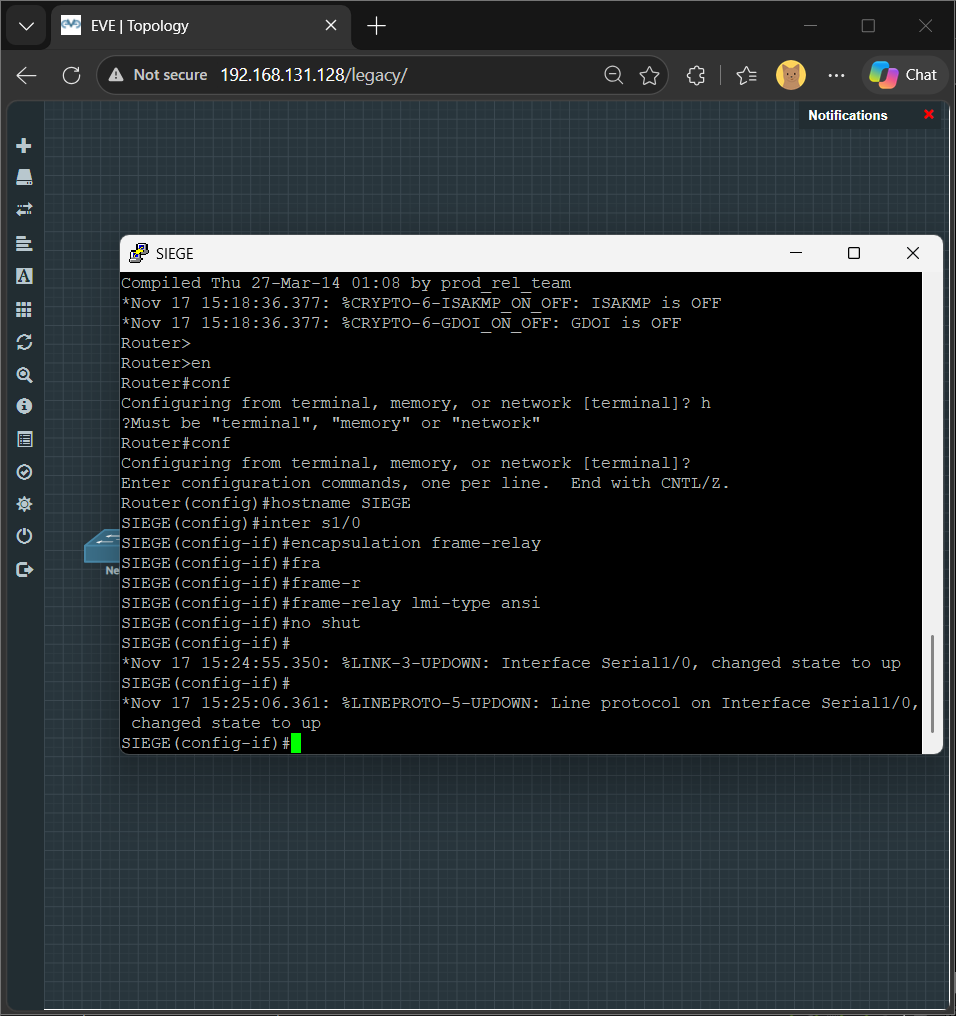 EVE | Topology
Not secure 192.168.131.128/legacy/
Chat
Notifications
SIEGE
Compiled Thu 27-Mar-14 01:08 by prod_rel_team
*Nov 17 15:18:36.377: %CRYPTO-6-ISAKMP_ON_OFF: ISAKMP is OFF
*Nov 17 15:18:36.377: %CRYPTO-6-GDOI_ON_OFF: GDOI is OFF
Router>
Router>en
Router#conf
Configuring from terminal, memory, or network [terminal]? h
?Must be "terminal", "memory" or "network"
Router#conf
Configuring from terminal, memory, or network [terminal]?
Enter configuration commands, one per line.  End with CNTL/Z.
Router(config)#hostname SIEGE
SIEGE(config)#inter s1/0
SIEGE(config-if)#encapsulation frame-relay
SIEGE(config-if)#fra
SIEGE(config-if)#frame-r
SIEGE(config-if)#frame-relay lmi-type ansi
SIEGE(config-if)#no shut
SIEGE(config-if)#
*Nov 17 15:24:55.350: %LINK-3-UPDOWN: Interface Serial1/0, changed state to up
SIEGE(config-if)#
*Nov 17 15:25:06.361: %LINEPROTO-5-UPDOWN: Line protocol on Interface Serial1/0,
changed state to up
SIEGE(config-if)#
Ne